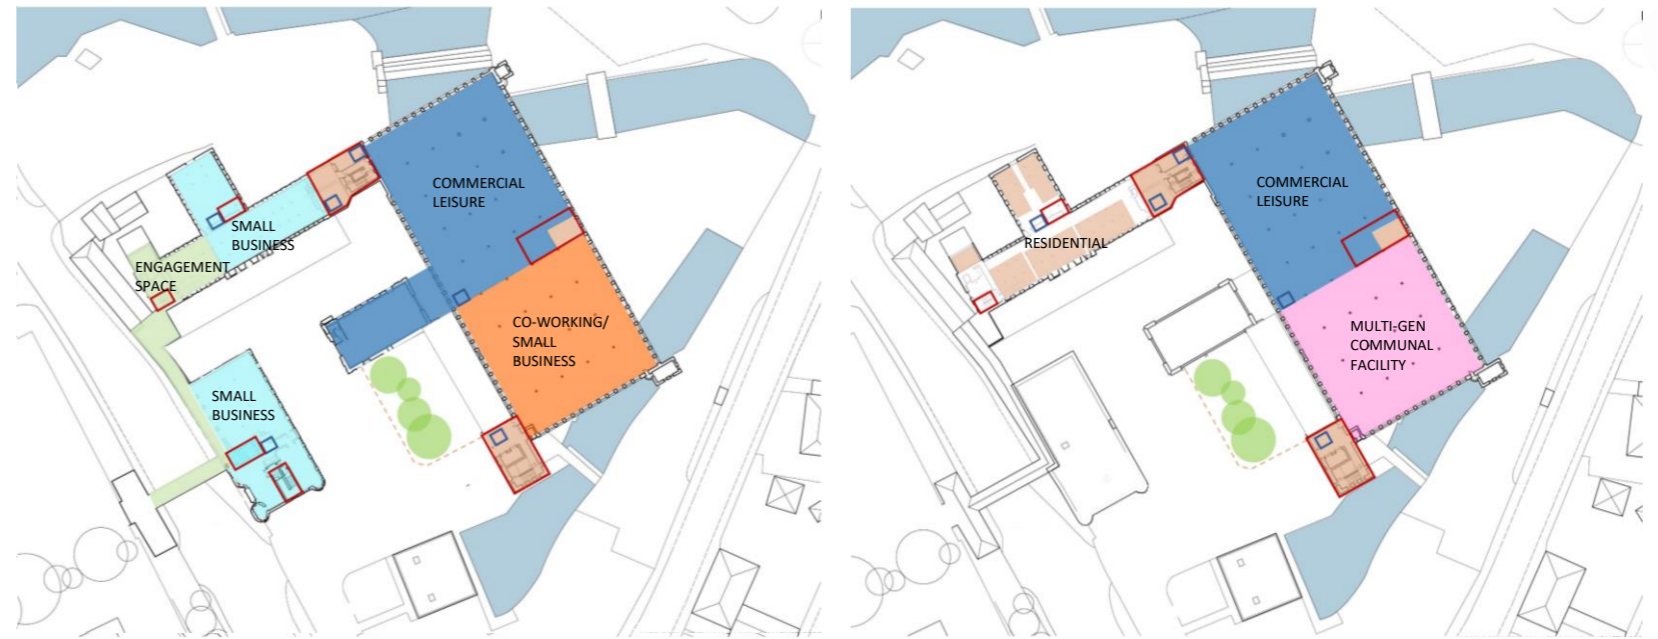 COMMERCIAL
LEISURE
SMALL
BUSINESS
ENGAGEMENT
SPACE
CO-WORKING/
SMALL
BUSINESS
SMALL
BUSINESS
COMMERCIAL
LEISURE
RESIDENTIAL
MULTI-GEN
COMMUNAL
FACILITY